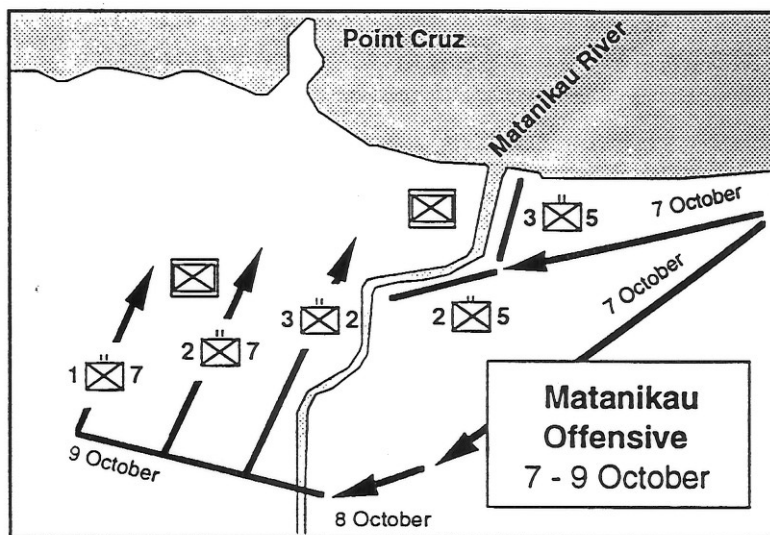 Point Cruz
Matanikau River
3 5
7 October
7 October
3 2
2 5
2 7
1 7
9 October
8 October
Matanikau
Offensive
7 - 9 October